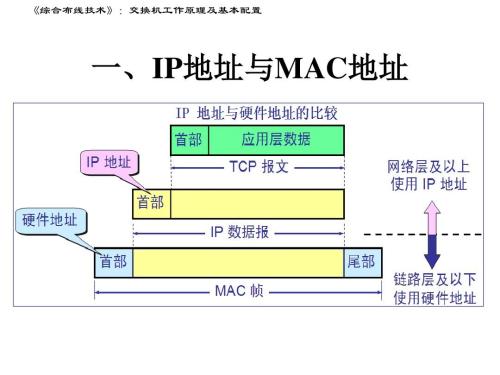 《综合布线技术》：交换机工作原理及基本配置
一、IP地址与MAC地址
IP 地址与硬件地址的比较
首部 应用层数据
IP 地址
TCP 报文
网络层及以上
使用 IP 地址
首部
硬件地址
IP 数据报
首部 尾部
链路层及以下
使用硬件地址
MAC 帧